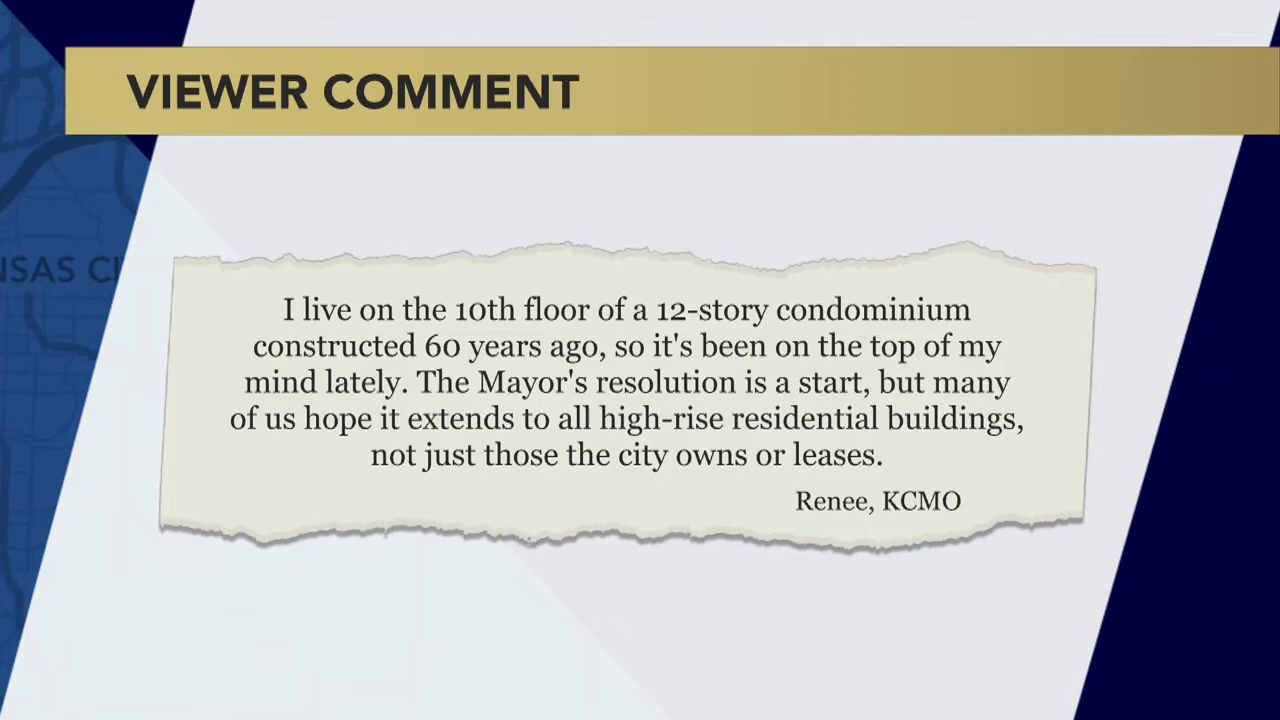 VIEWER COMMENT
NSAS CI
I live on the 10th floor of a 12-story condominium
constructed 60 years ago, so it's been on the top of my
mind lately. The Mayor's resolution is a start, but many
of us hope it extends to all high-rise residential buildings,
not just those the city owns or leases.
Renee, KCMO